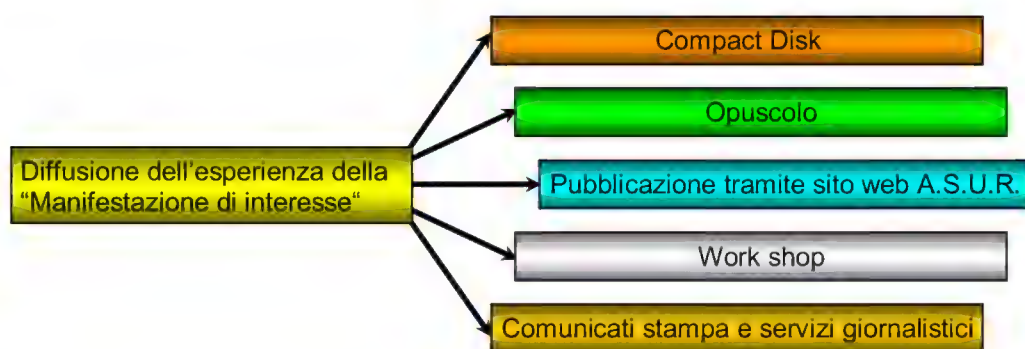 Compact Disk
Opuscolo
Diffusione dell'esperienza della
“Manifestazione di interesse“
Pubblicazione tramite sito web A.S.U.R.
Work shop
Comunicati stampa e servizi giornalistici